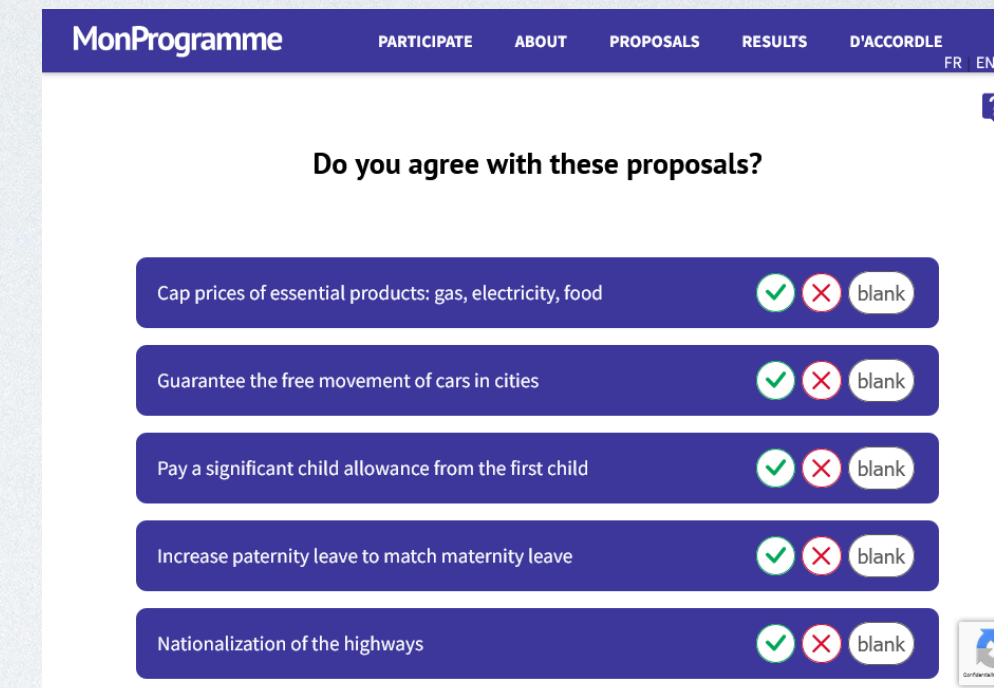 MonProgramme
PARTICIPATE ABOUT PROPOSALS RESULTS D'ACCORDLE
FR | EN
?
Do you agree with these proposals?
Cap prices of essential products: gas, electricity, food blank
Guarantee the free movement of cars in cities blank
Pay a significant child allowance from the first child blank
Increase paternity leave to match maternity leave blank
Nationalization of the highways blank